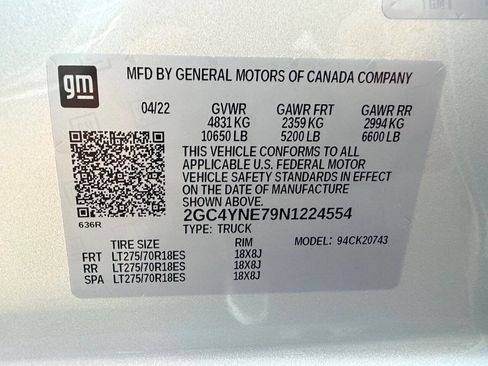 gm
MFD BY GENERAL MOTORS OF CANADA COMPANY
04/22 GVWR GAWR FRT GAWR RR
4831 KG 2359 KG 2994 KG
10650 LB 5200 LB 6600 LB
THIS VEHICLE CONFORMS TO ALL
APPLICABLE U.S. FEDERAL MOTOR
VEHICLE SAFETY STANDARDS IN EFFECT
ON THE DATE OF MANUFACTURE
SHOWN ABOVE.
2GC4YNE79N1224554
636R
TYPE: TRUCK
TIRE SIZE RIM MODEL: 94CK20743
FRT LT275/70R18ES 18X8J
RR LT275/70R18ES 18X8J
SPA LT275/70R18ES 18X8J